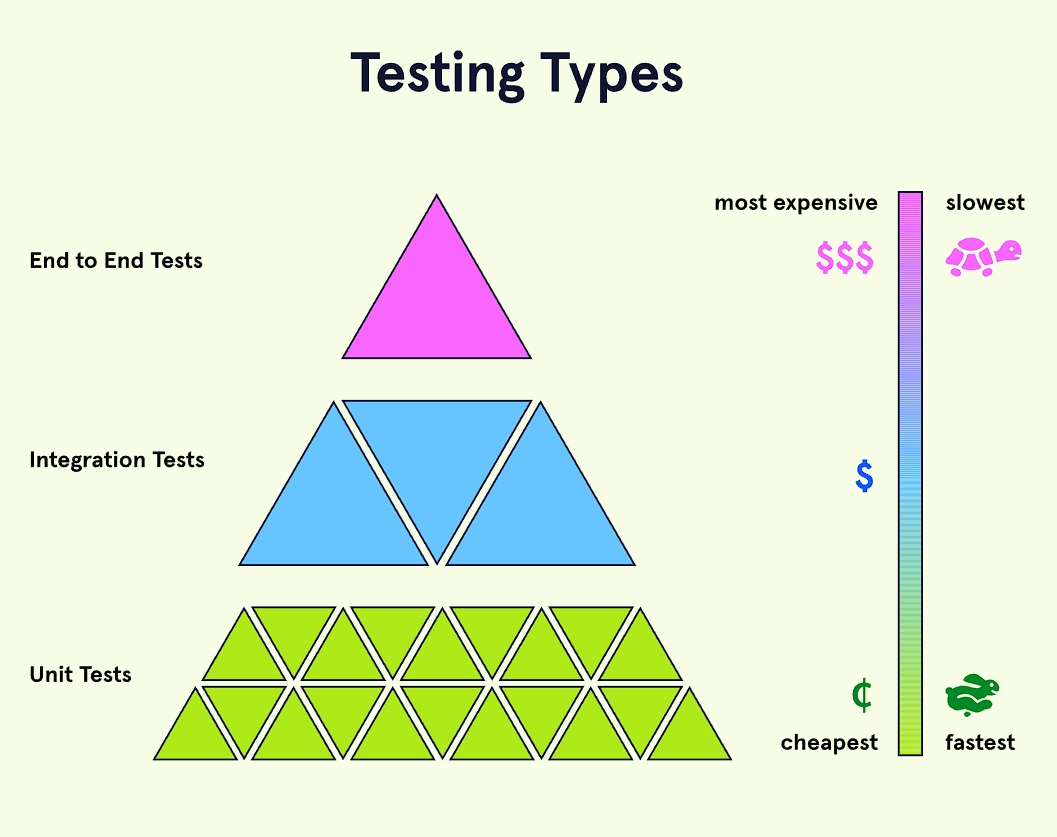 Testing Types
most expensive
slowest
End to End Tests
$$$
Integration Tests
$
Unit Tests
¢
cheapest
fastest